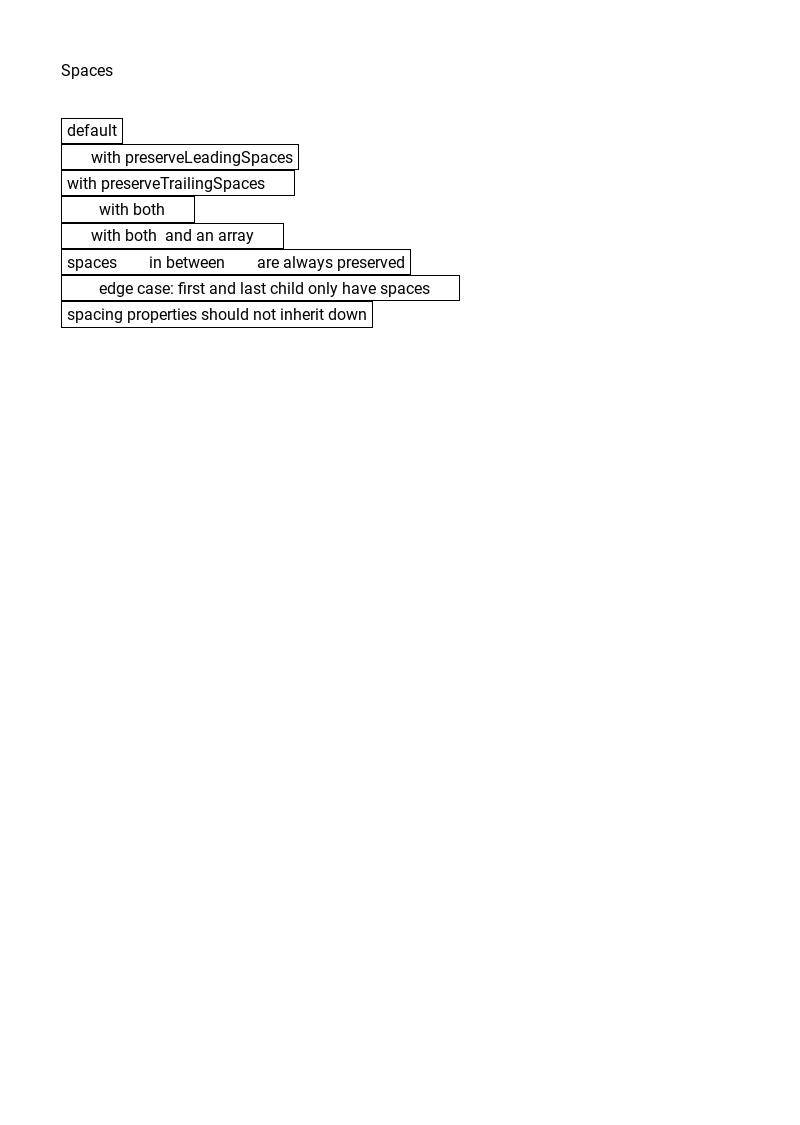 Spaces
default
      with preserveLeadingSpaces
with preserveTrailingSpaces
        with both
      with both  and an array
spaces        in between        are always preserved
        edge case: first and last child only have spaces
spacing properties should not inherit down